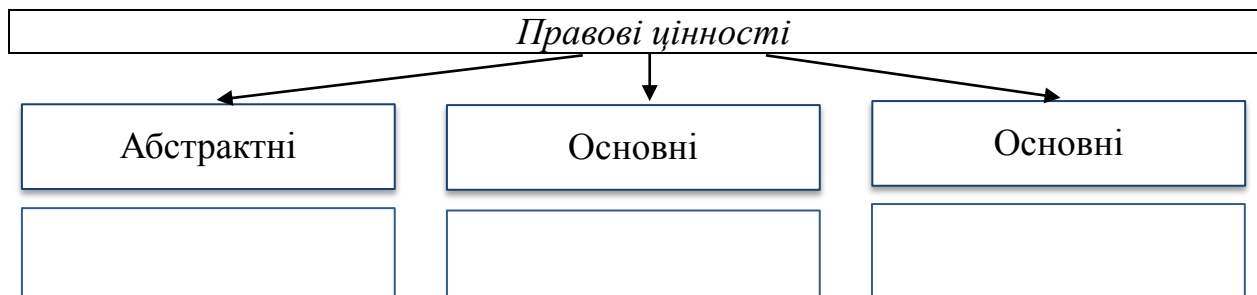 Правові цінності
Абстрактні
Основні
Основні